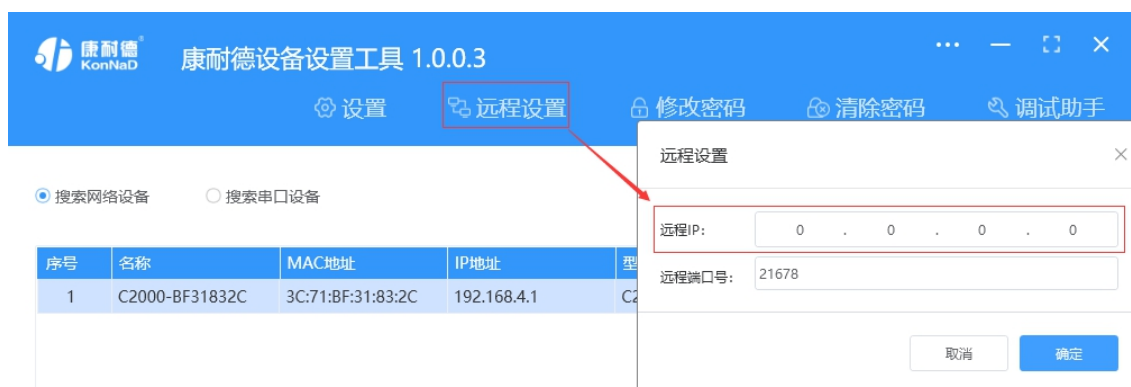 康耐德®
KonNaD
康耐德设备设置工具 1.0.0.3
设置
远程设置
修改密码
清除密码
调试助手
远程设置
搜索网络设备
搜索串口设备
远程IP: 0 . 0 . 0 . 0
远程端口号: 21678
序号 名称 MAC地址 IP地址 型
1 C2000-BF31832C 3C:71:BF:31:83:2C 192.168.4.1 C2
取消
确定